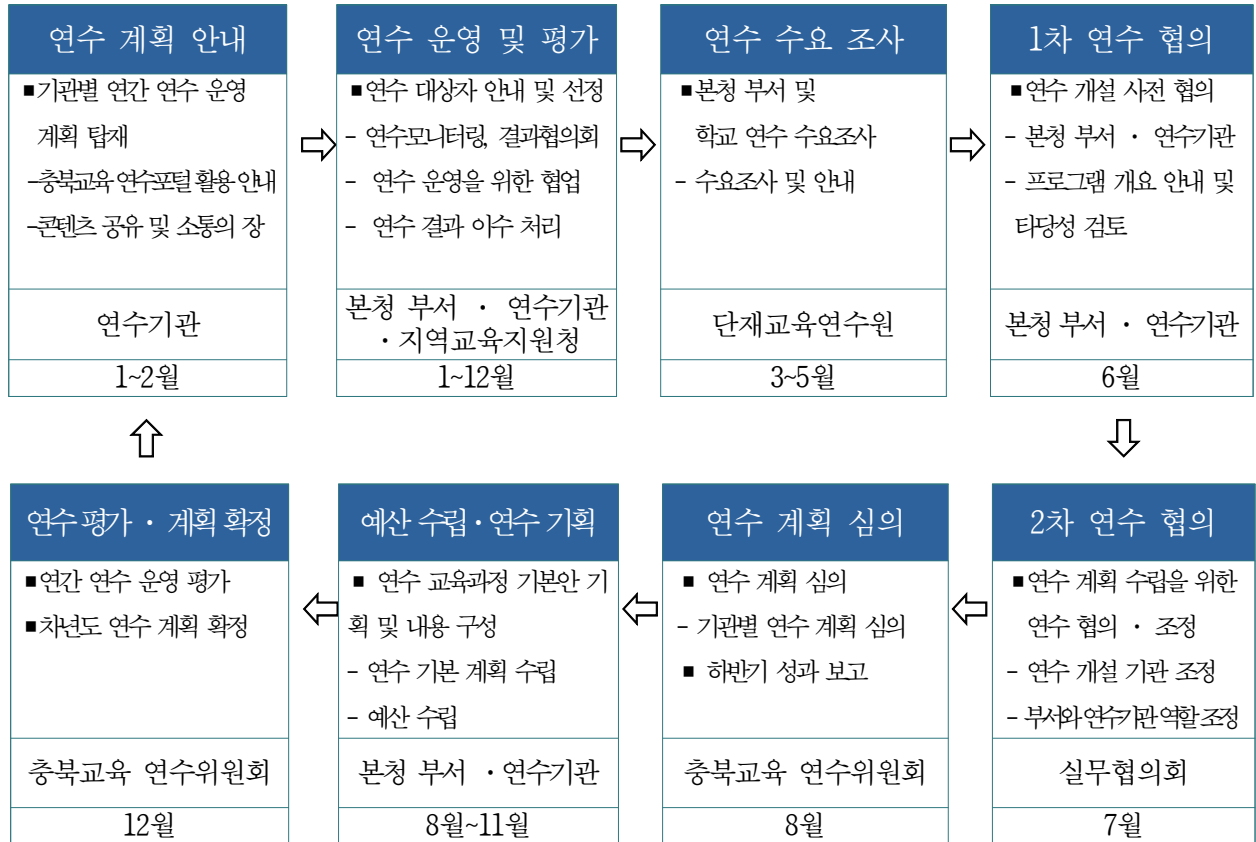 연수 계획 안내
■기관별 연간 연수 운영
계획 탑재
-충북교육 연수포털 활용 안내
-콘텐츠 공유 및 소통의 장
연수기관
1~2월
연수 운영 및 평가
■연수 대상자 안내 및 선정
- 연수모니터링, 결과협의회
- 연수 운영을 위한 협업
- 연수 결과 이수 처리
본청 부서 · 연수기관
· 지역교육지원청
1~12월
연수 수요 조사
■본청 부서 및
학교 연수 수요조사
- 수요조사 및 안내
단재교육연수원
3~5월
1차 연수 협의
■연수 개설 사전 협의
- 본청 부서 · 연수기관
- 프로그램 개요 안내 및
타당성 검토
본청 부서 · 연수기관
6월
2차 연수 협의
■연수 계획 수립을 위한
연수 협의 · 조정
- 연수 개설 기관 조정
- 부서와 연수기관 역할 조정
실무협의회
7월
연수 계획 심의
■ 연수 계획 심의
- 기관별 연수 계획 심의
■ 하반기 성과 보고
충북교육 연수위원회
8월
예산 수립·연수 기획
■ 연수 교육과정 기본안 기
획 및 내용 구성
- 연수 기본 계획 수립
- 예산 수립
본청 부서 ·연수기관
8월~11월
연수 평가 · 계획 확정
■연간 연수 운영 평가
■차년도 연수 계획 확정
충북교육 연수위원회
12월